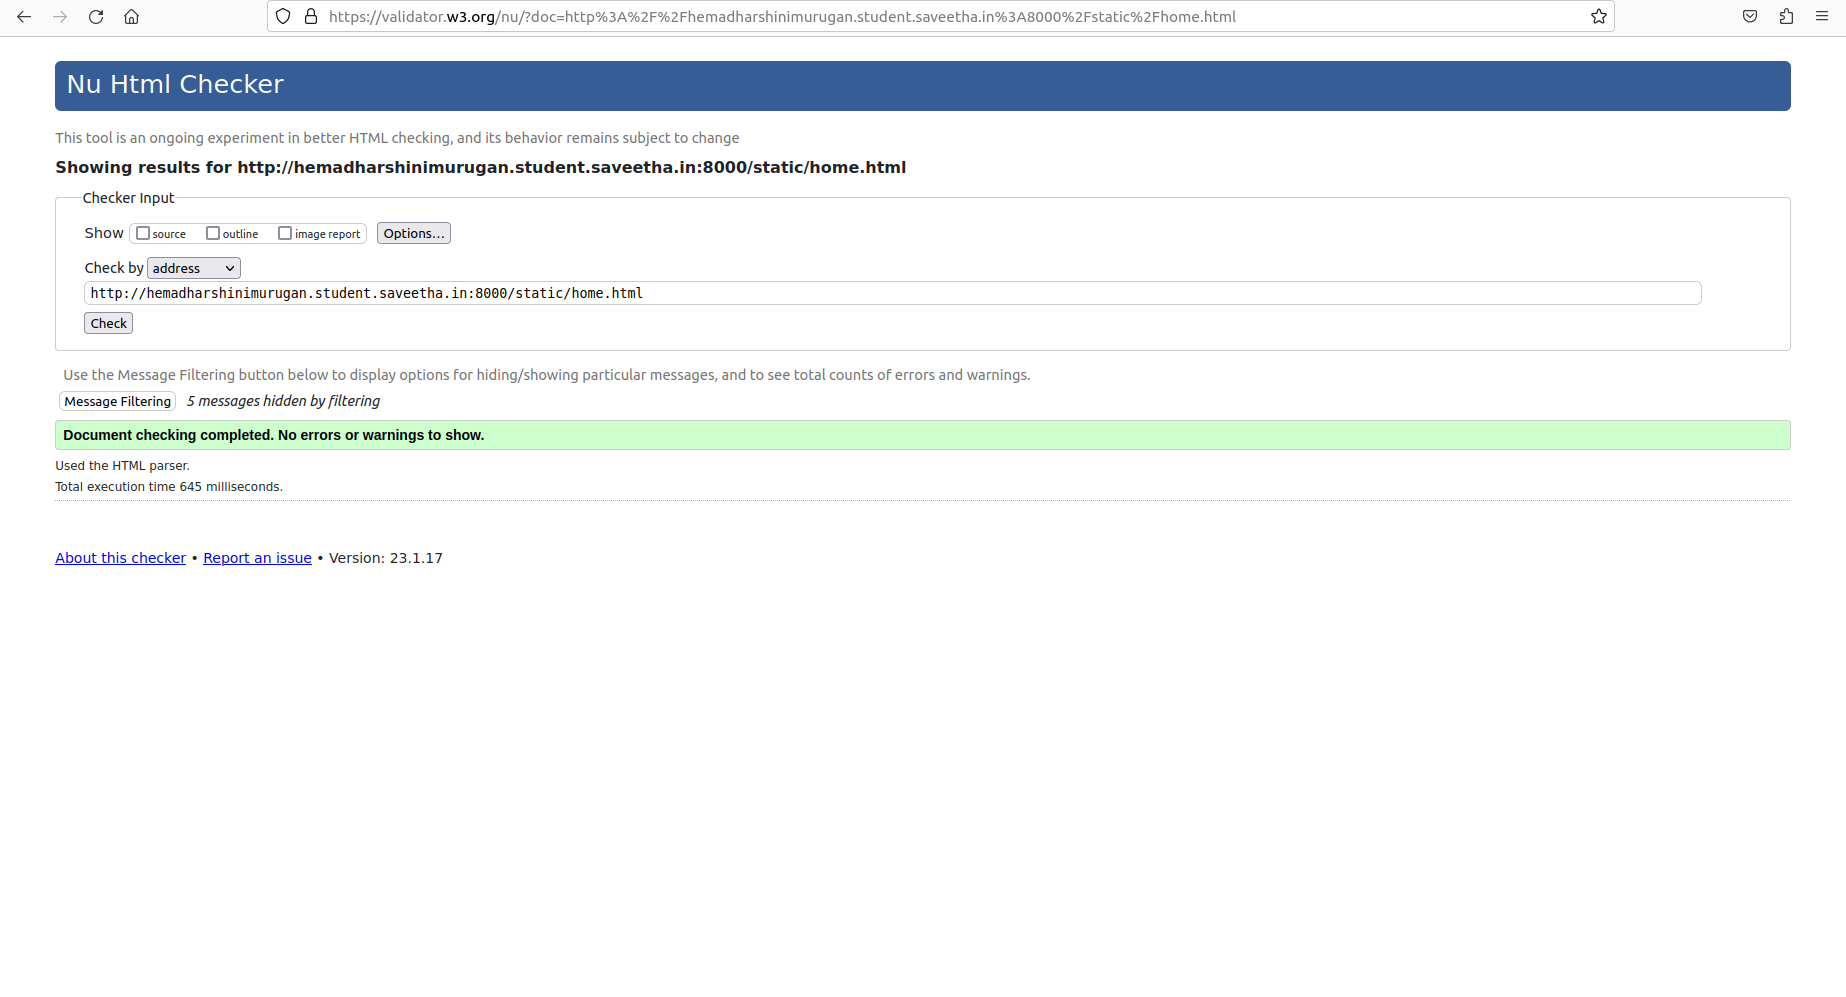 https://validator.w3.org/nu/?doc=http%3A%2F%2Fhemadharshinimurugan.student.saveetha.in%3A8000%2Fstatic%2Fhome.html
Nu Html Checker
This tool is an ongoing experiment in better HTML checking, and its behavior remains subject to change
Showing results for http://hemadharshinimurugan.student.saveetha.in:8000/static/home.html
Checker Input
Show source outline image report Options...
Check by address
http://hemadharshinimurugan.student.saveetha.in:8000/static/home.html
Check
Use the Message Filtering button below to display options for hiding/showing particular messages, and to see total counts of errors and warnings.
Message Filtering 5 messages hidden by filtering
Document checking completed. No errors or warnings to show.
Used the HTML parser.
Total execution time 645 milliseconds.
About this checker • Report an issue • Version: 23.1.17